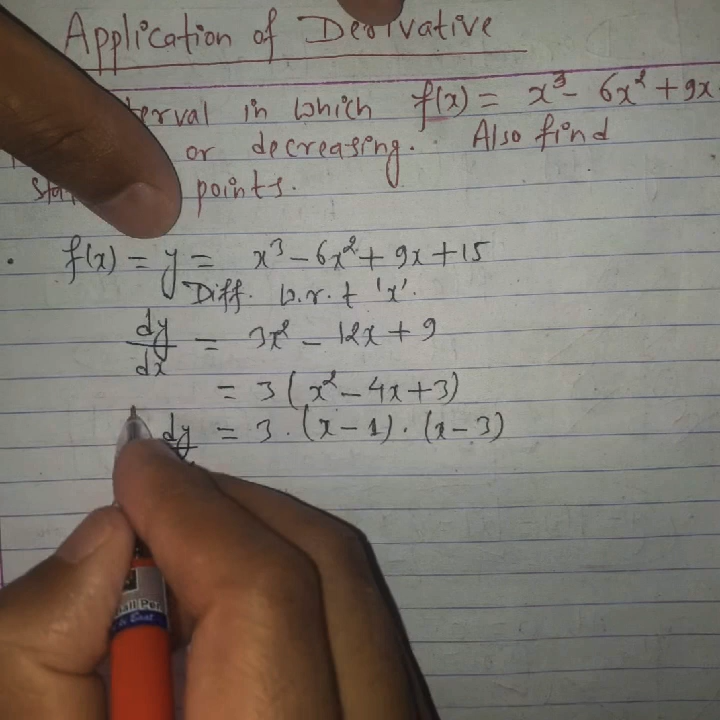 Application of Derivative
in which f(x) = x³ - 6x² + 9x
or decreasing. Also find
points.
f(x) = y = x³ - 6x² + 9x + 15
Diff. w.r.t 'x'.
dy/dx = 3x² - 12x + 9
= 3 (x² - 4x + 3)
dy = 3 · (x - 1) · (x - 3)